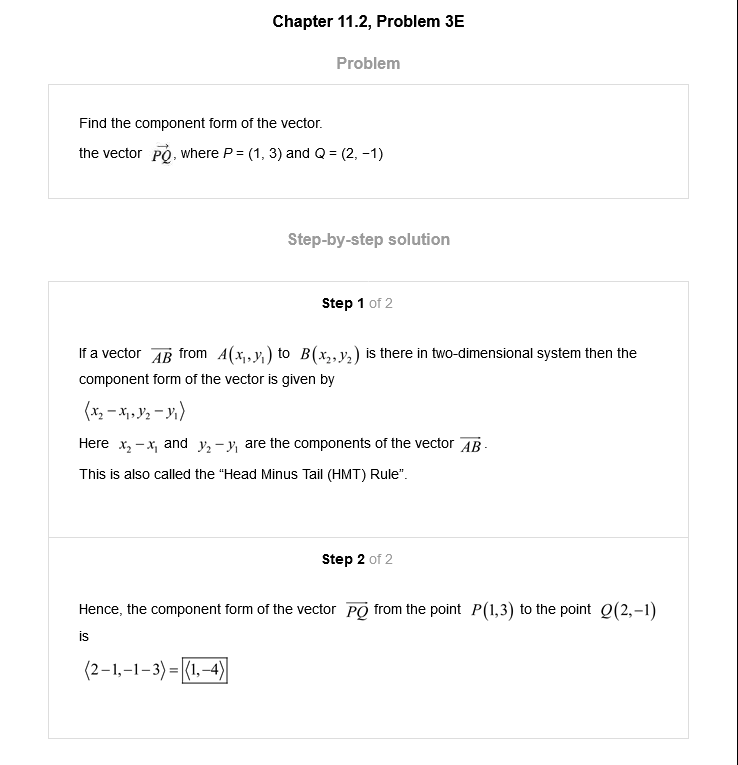 Chapter 11.2, Problem 3E
Problem
Find the component form of the vector.
the vector $\overrightarrow{PQ}$, where P = (1, 3) and Q = (2, −1)
Step-by-step solution
Step 1 of 2
If a vector $\overline{AB}$ from $A(x_1, y_1)$ to $B(x_2, y_2)$ is there in two-dimensional system then the
component form of the vector is given by
$\langle x_2 - x_1, y_2 - y_1 \rangle$
Here $x_2 - x_1$ and $y_2 - y_1$ are the components of the vector $\overline{AB}$.
This is also called the “Head Minus Tail (HMT) Rule”.
Step 2 of 2
Hence, the component form of the vector $\overline{PQ}$ from the point $P(1,3)$ to the point $Q(2,-1)$
is
$\langle 2-1, -1-3 \rangle = \boxed{\langle 1, -4 \rangle}$